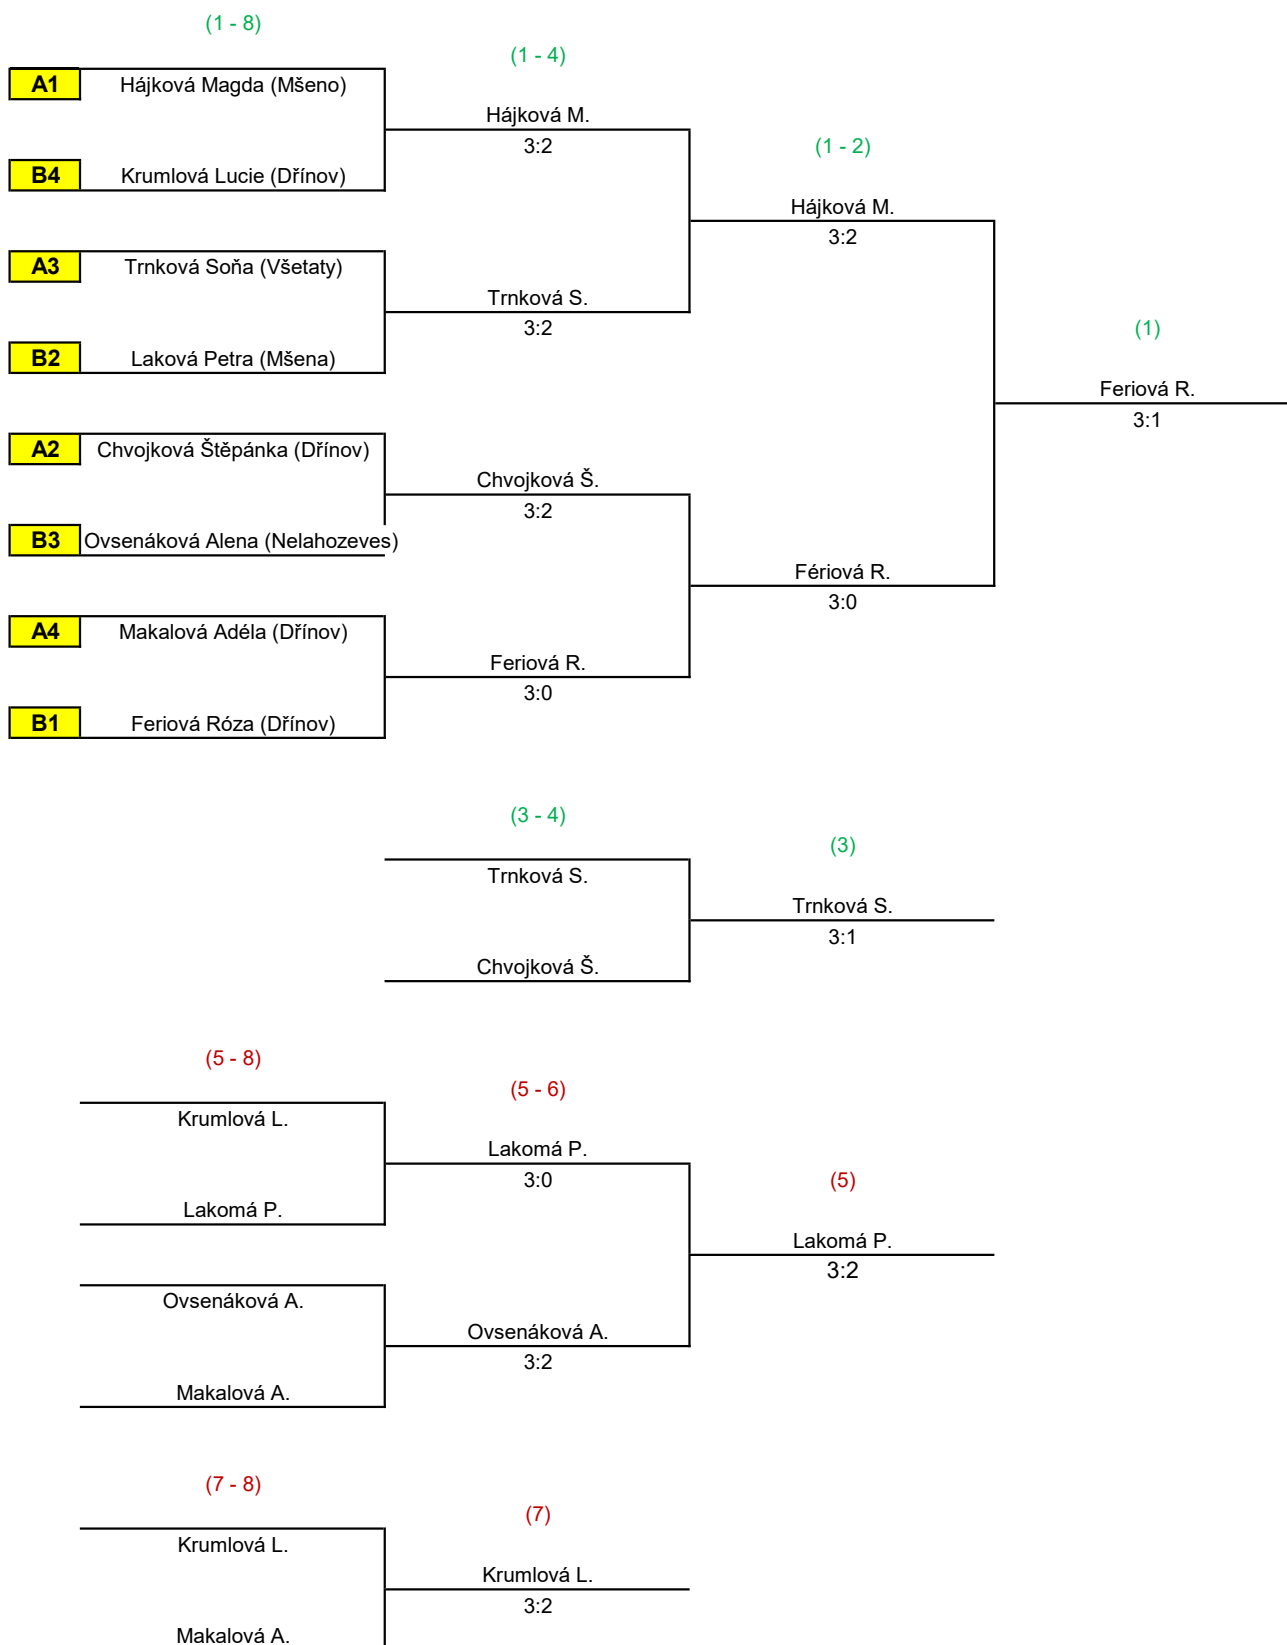 (1 - 8)
(1 - 4)
A1 Hájková Magda (Mšeno)
Hájková M.
3:2
(1 - 2)
B4 Krumlová Lucie (Dřínov)
Hájková M.
3:2
A3 Trnková Soňa (Všetaty)
Trnková S.
3:2
(1)
B2 Laková Petra (Mšena)
Feriová R.
3:1
A2 Chvojková Štěpánka (Dřínov)
Chvojková Š.
3:2
B3 Ovsenáková Alena (Nelahozeves)
Fériová R.
3:0
A4 Makalová Adéla (Dřínov)
Feriová R.
3:0
B1 Feriová Róza (Dřínov)
(3 - 4)
(3)
Trnková S.
Trnková S.
3:1
Chvojková Š.
(5 - 8)
(5 - 6)
Krumlová L.
Lakomá P.
3:0
(5)
Lakomá P.
Lakomá P.
3:2
Ovsenáková A.
Ovsenáková A.
3:2
Makalová A.
(7 - 8)
(7)
Krumlová L.
Krumlová L.
3:2
Makalová A.